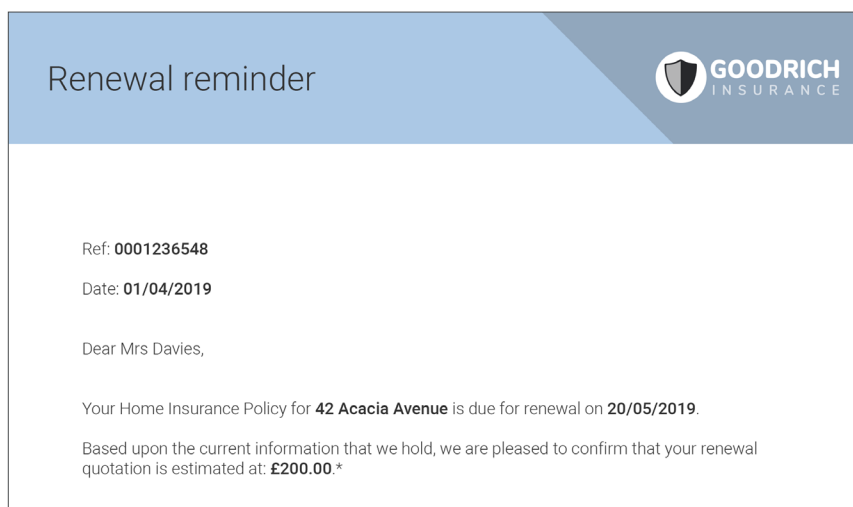 Renewal reminder
GOODRICH
INSURANCE
Ref: 0001236548
Date: 01/04/2019
Dear Mrs Davies,
Your Home Insurance Policy for 42 Acacia Avenue is due for renewal on 20/05/2019.
Based upon the current information that we hold, we are pleased to confirm that your renewal
quotation is estimated at: £200.00.*